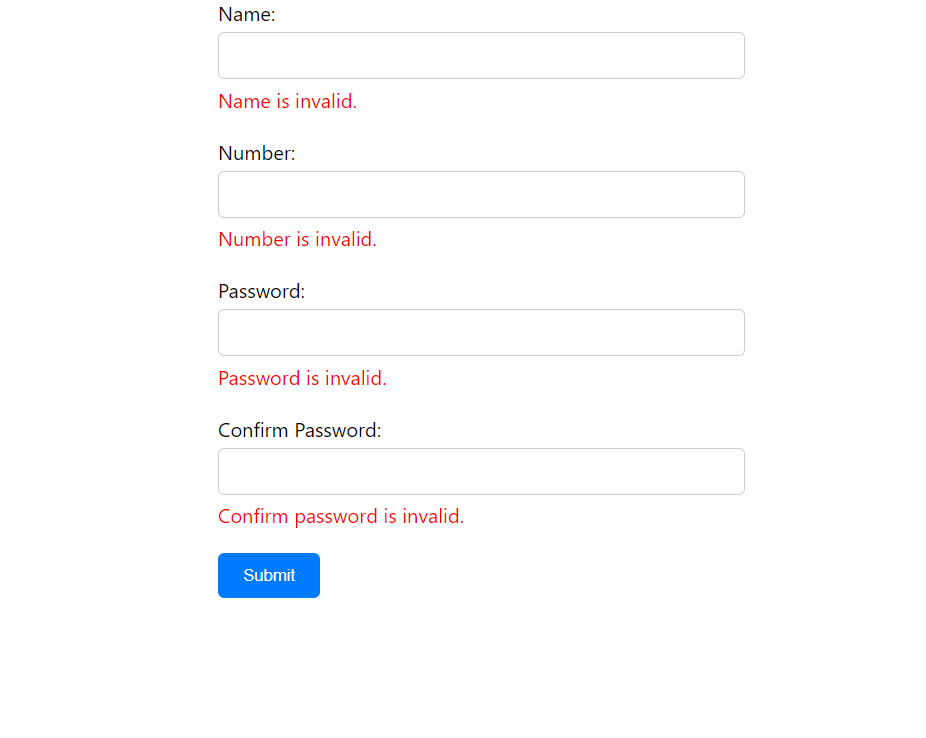 Name:
Name is invalid.
Number:
Number is invalid.
Password:
Password is invalid.
Confirm Password:
Confirm password is invalid.
Submit